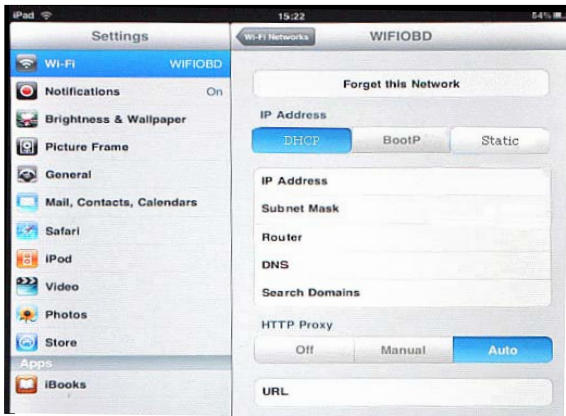 iPad 15:22 54%
Settings Wi-Fi Networks WIFIOBD
Wi-Fi WIFIOBD
Notifications On
Brightness & Wallpaper
Picture Frame
General
Mail, Contacts, Calendars
Safari
iPod
Video
Photos
Store
Apps
iBooks
Forget this Network
IP Address
DHCP BootP Static
IP Address
Subnet Mask
Router
DNS
Search Domains
HTTP Proxy
Off Manual Auto
URL